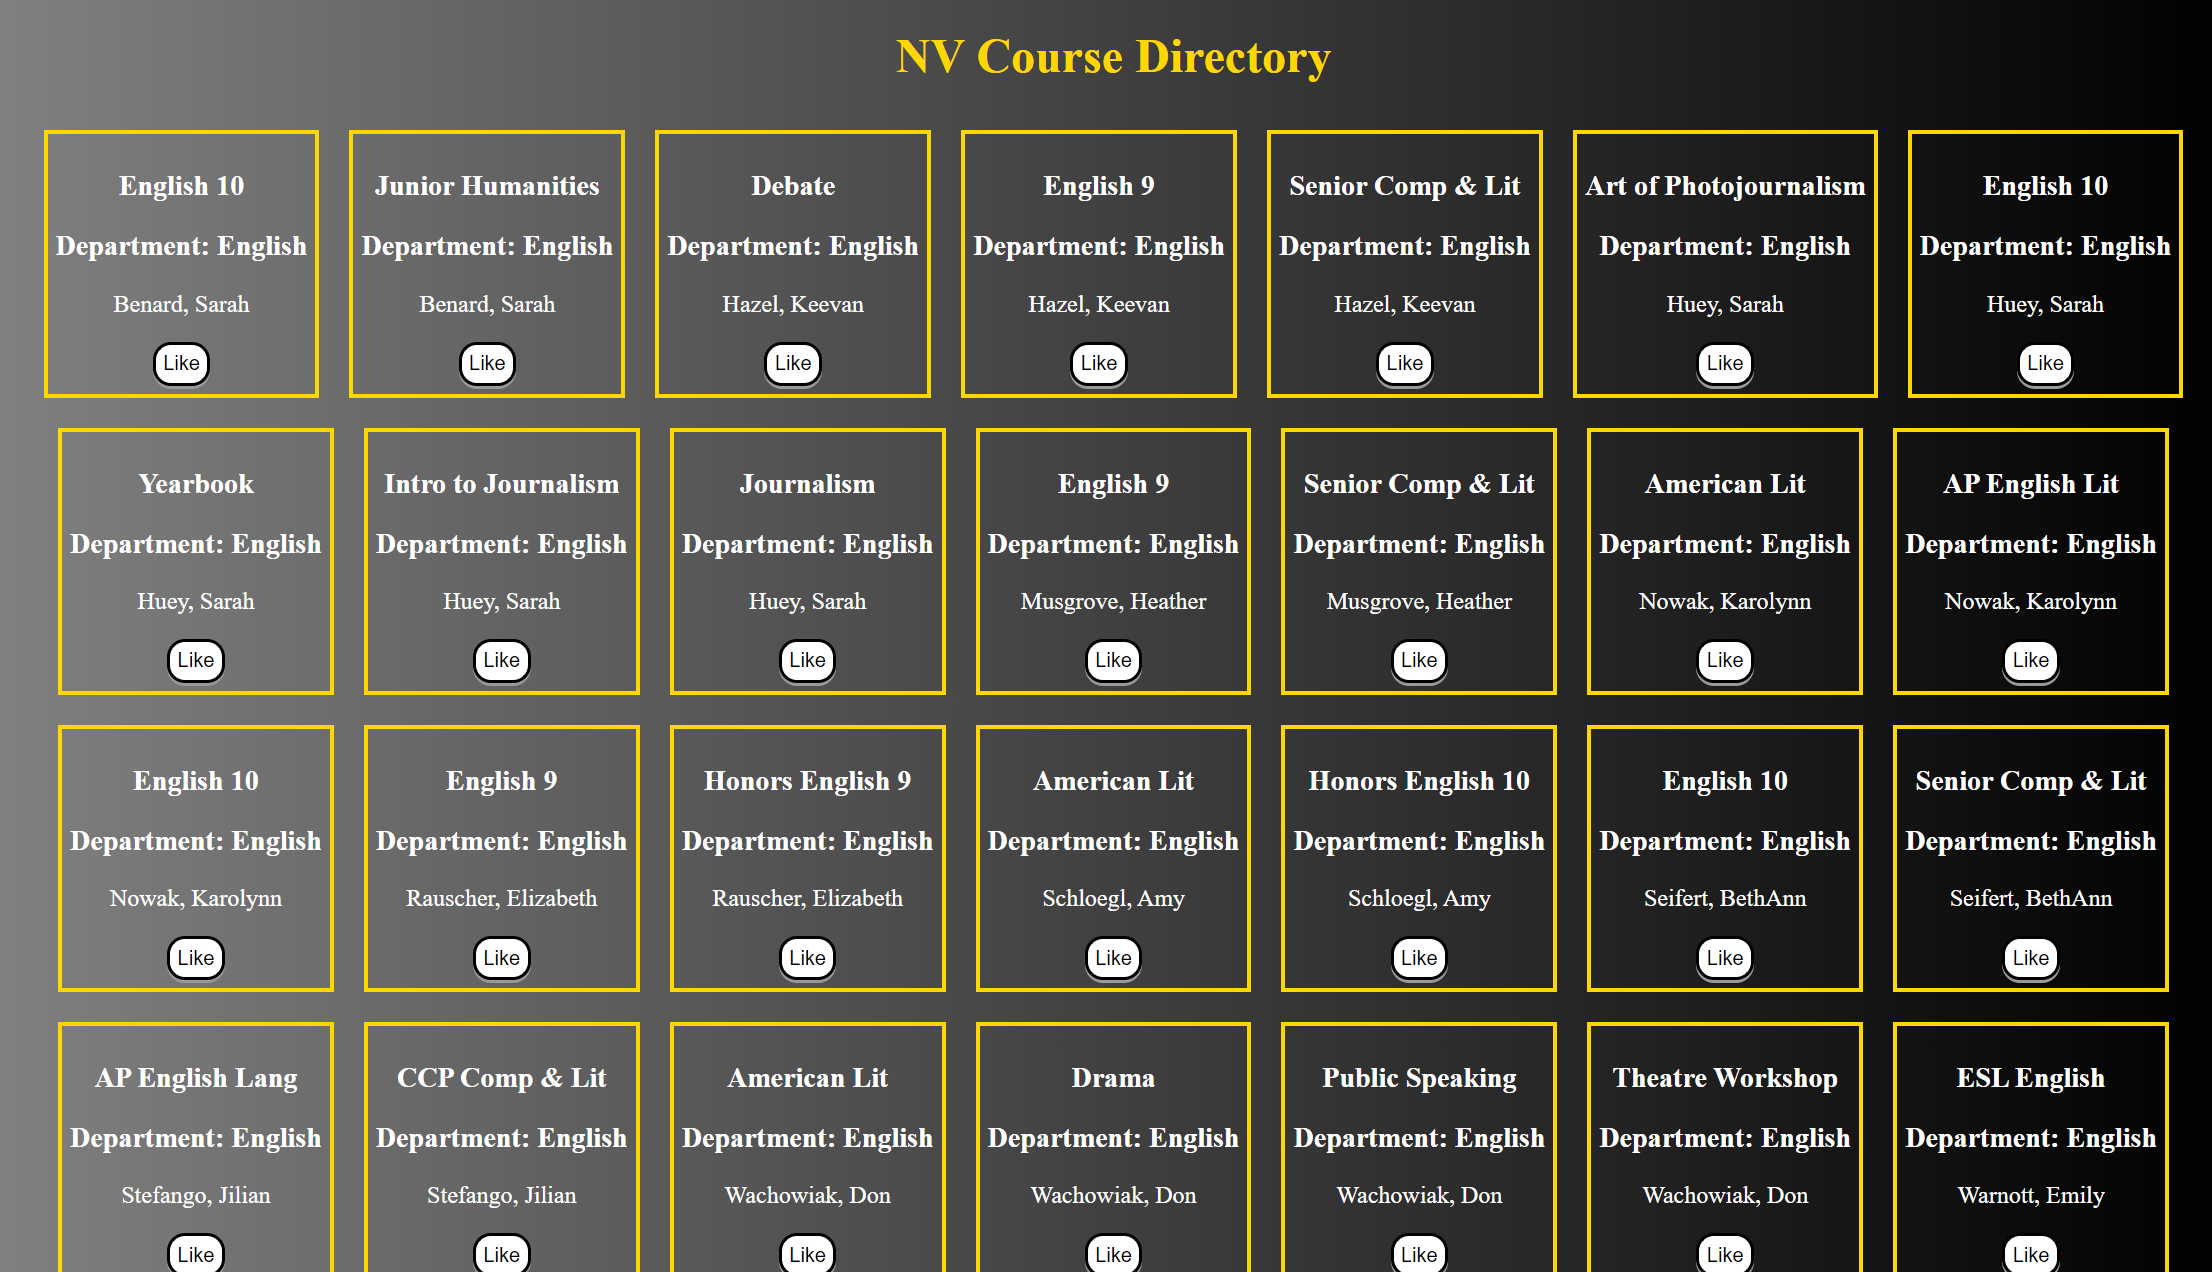 NV Course Directory
English 10
Department: English
Benard, Sarah
Like
Junior Humanities
Department: English
Benard, Sarah
Like
Debate
Department: English
Hazel, Keevan
Like
English 9
Department: English
Hazel, Keevan
Like
Senior Comp & Lit
Department: English
Hazel, Keevan
Like
Art of Photojournalism
Department: English
Huey, Sarah
Like
English 10
Department: English
Huey, Sarah
Like
Yearbook
Department: English
Huey, Sarah
Like
Intro to Journalism
Department: English
Huey, Sarah
Like
Journalism
Department: English
Huey, Sarah
Like
English 9
Department: English
Musgrove, Heather
Like
Senior Comp & Lit
Department: English
Musgrove, Heather
Like
American Lit
Department: English
Nowak, Karolynn
Like
AP English Lit
Department: English
Nowak, Karolynn
Like
English 10
Department: English
Nowak, Karolynn
Like
English 9
Department: English
Rauscher, Elizabeth
Like
Honors English 9
Department: English
Rauscher, Elizabeth
Like
American Lit
Department: English
Schloegl, Amy
Like
Honors English 10
Department: English
Schloegl, Amy
Like
English 10
Department: English
Seifert, BethAnn
Like
Senior Comp & Lit
Department: English
Seifert, BethAnn
Like
AP English Lang
Department: English
Stefango, Jilian
Like
CCP Comp & Lit
Department: English
Stefango, Jilian
Like
American Lit
Department: English
Wachowiak, Don
Like
Drama
Department: English
Wachowiak, Don
Like
Public Speaking
Department: English
Wachowiak, Don
Like
Theatre Workshop
Department: English
Wachowiak, Don
Like
ESL English
Department: English
Warnott, Emily
Like